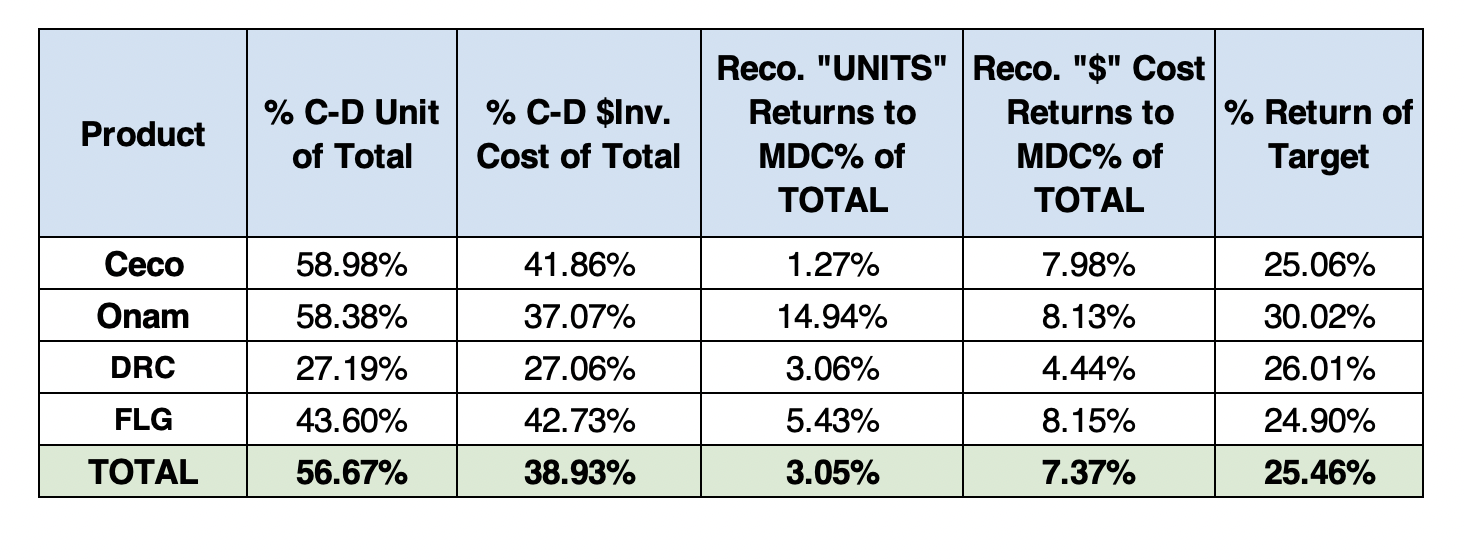 Product
% C-D Unit
of Total
% C-D $Inv.
Cost of Total
Reco. "UNITS"
Returns to
MDC% of
TOTAL
Reco. "$" Cost
Returns to
MDC% of
TOTAL
% Return of
Target
Ceco 58.98% 41.86% 1.27% 7.98% 25.06%
Onam 58.38% 37.07% 14.94% 8.13% 30.02%
DRC 27.19% 27.06% 3.06% 4.44% 26.01%
FLG 43.60% 42.73% 5.43% 8.15% 24.90%
TOTAL 56.67% 38.93% 3.05% 7.37% 25.46%